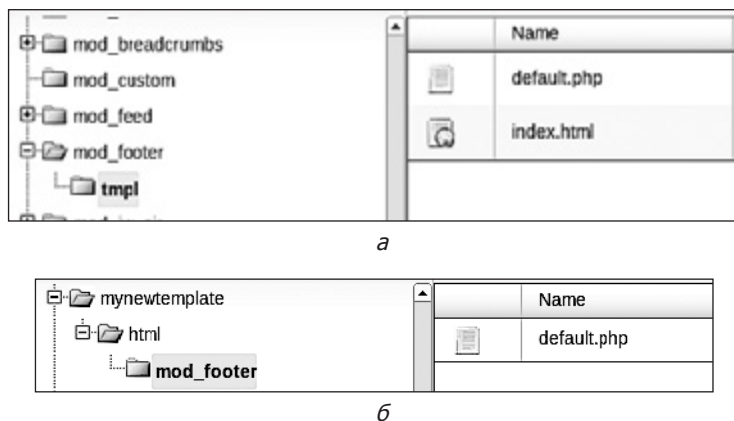 mod_breadcrumbs
mod_custom
mod_feed
mod_footer
tmpl
Name
default.php
index.html
а
mynewtemplate
html
mod_footer
Name
default.php
б